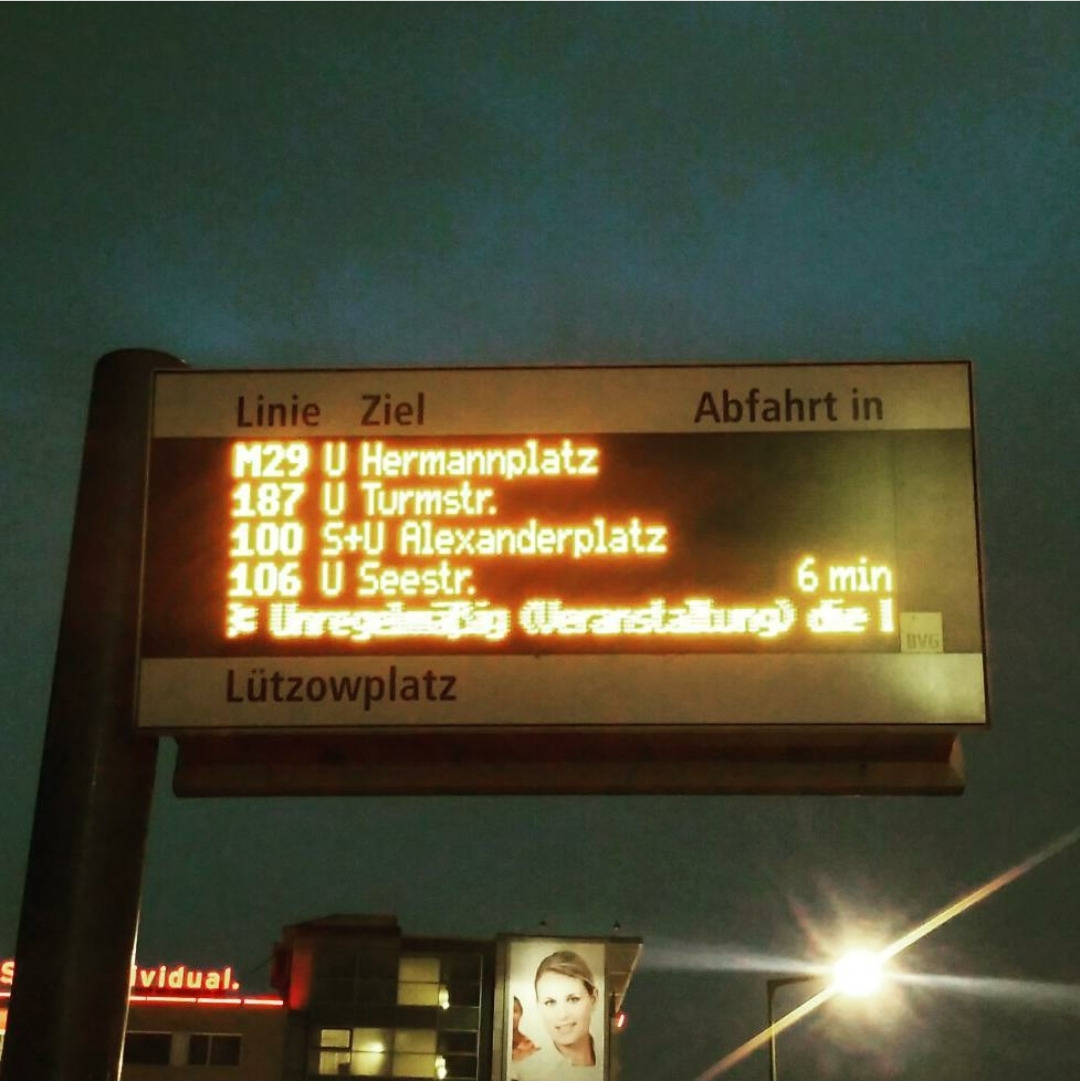 Linie Ziel Abfahrt in
M29 U Hermannplatz
187 U Turmstr.
100 S+U Alexanderplatz
106 U Seestr. 6 min
Unregelmäßig (Veranstaltung) die
BVG
Lützowplatz
ividual.